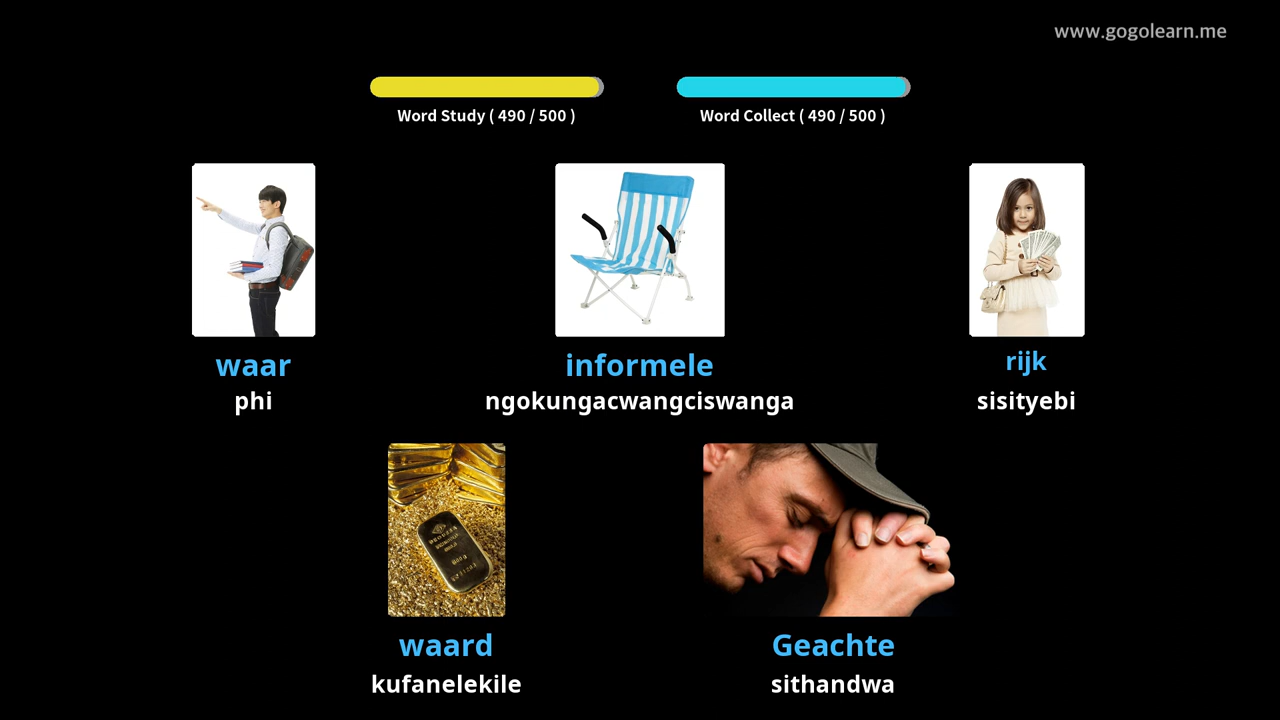 www.gogolearn.me
Word Study ( 490 / 500 )
Word Collect ( 490 / 500 )
waar
phi
informele
ngokungacwangciswanga
rijk
sisityebi
waard
kufanelekile
Geachte
sithandwa